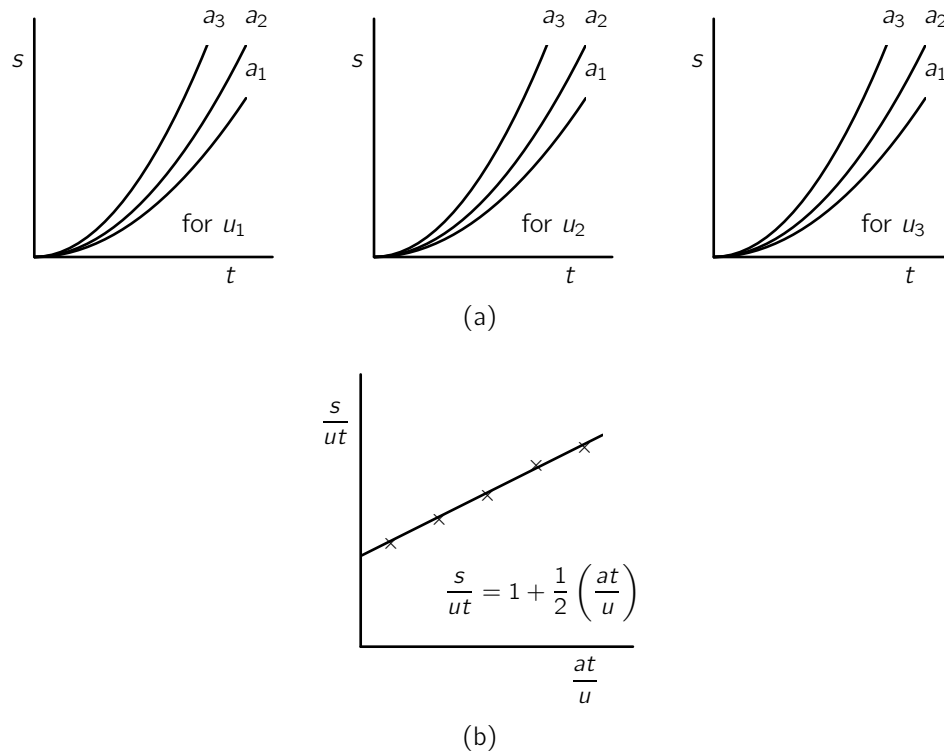 a₃ a₂ a₃ a₂ a₃ a₂
s a₁ s a₁ s a₁
for u₁ for u₂ for u₃
t t t
(a)
s/ut
s/ut = 1 + 1/2 (at/u)
at/u
(b)